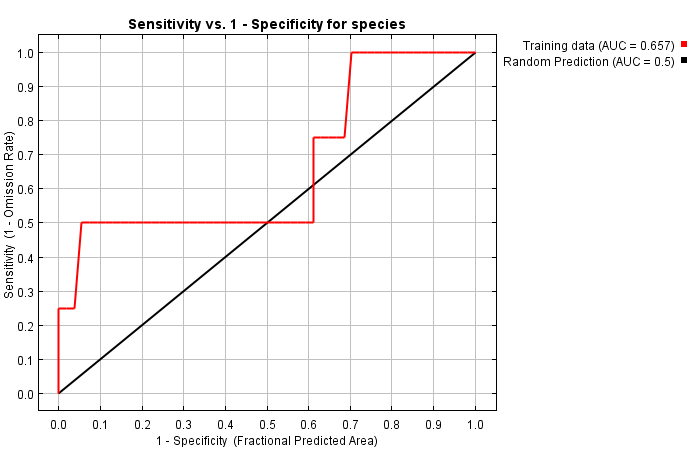 Sensitivity vs. 1 - Specificity for species
Training data (AUC = 0.657)
Random Prediction (AUC = 0.5)
Sensitivity (1 - Omission Rate)
1.0
0.9
0.8
0.7
0.6
0.5
0.4
0.3
0.2
0.1
0.0
0.0 0.1 0.2 0.3 0.4 0.5 0.6 0.7 0.8 0.9 1.0
1 - Specificity (Fractional Predicted Area)